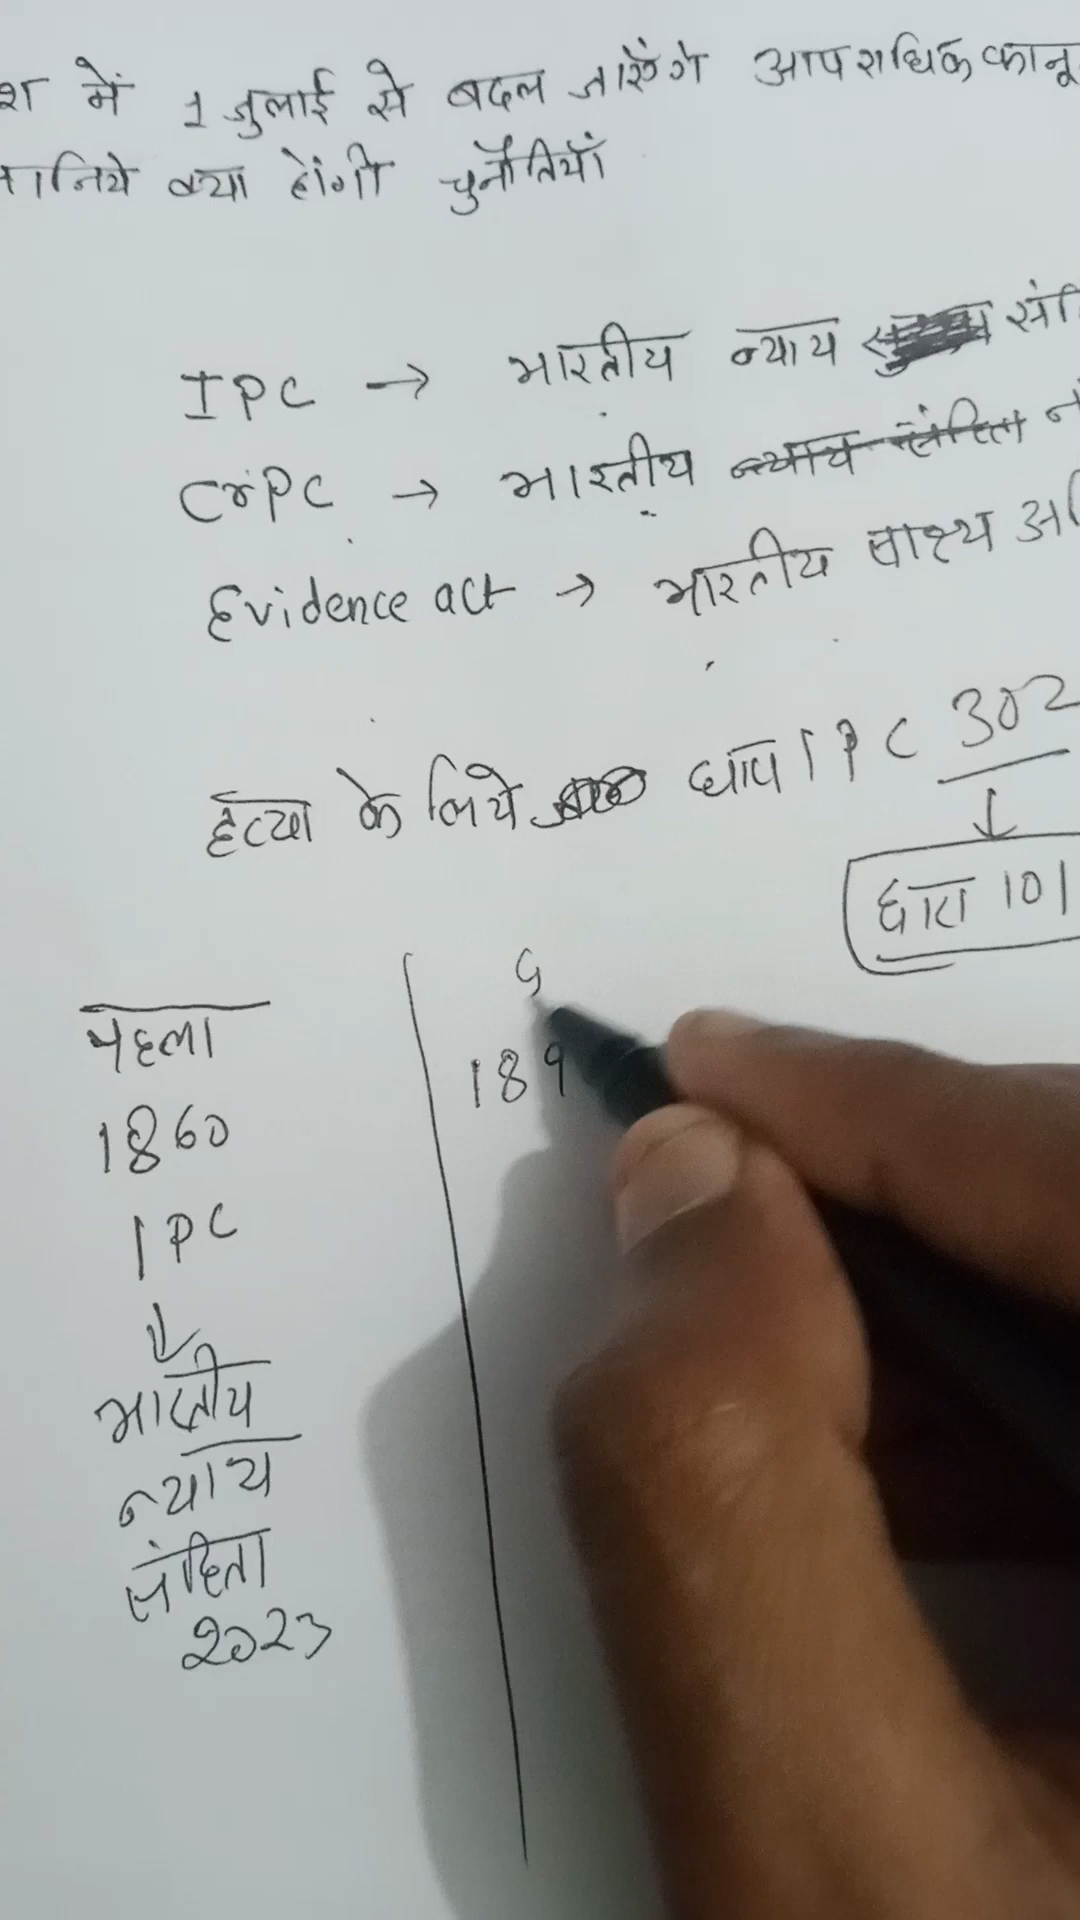 में 1 जुलाई से बदल जाऐंगे आपराधिक
क्या होंगी चुनौतियाँ
IPC → भारतीय न्याय
CrPC → भारतीय न्याय संहिता
Evidence act → भारतीय साक्ष्य
हत्या के लिये IPC 302
↓
धारा 101
पहला
1860
IPC
↓
भारतीय
न्याय
संहिता
2023
189